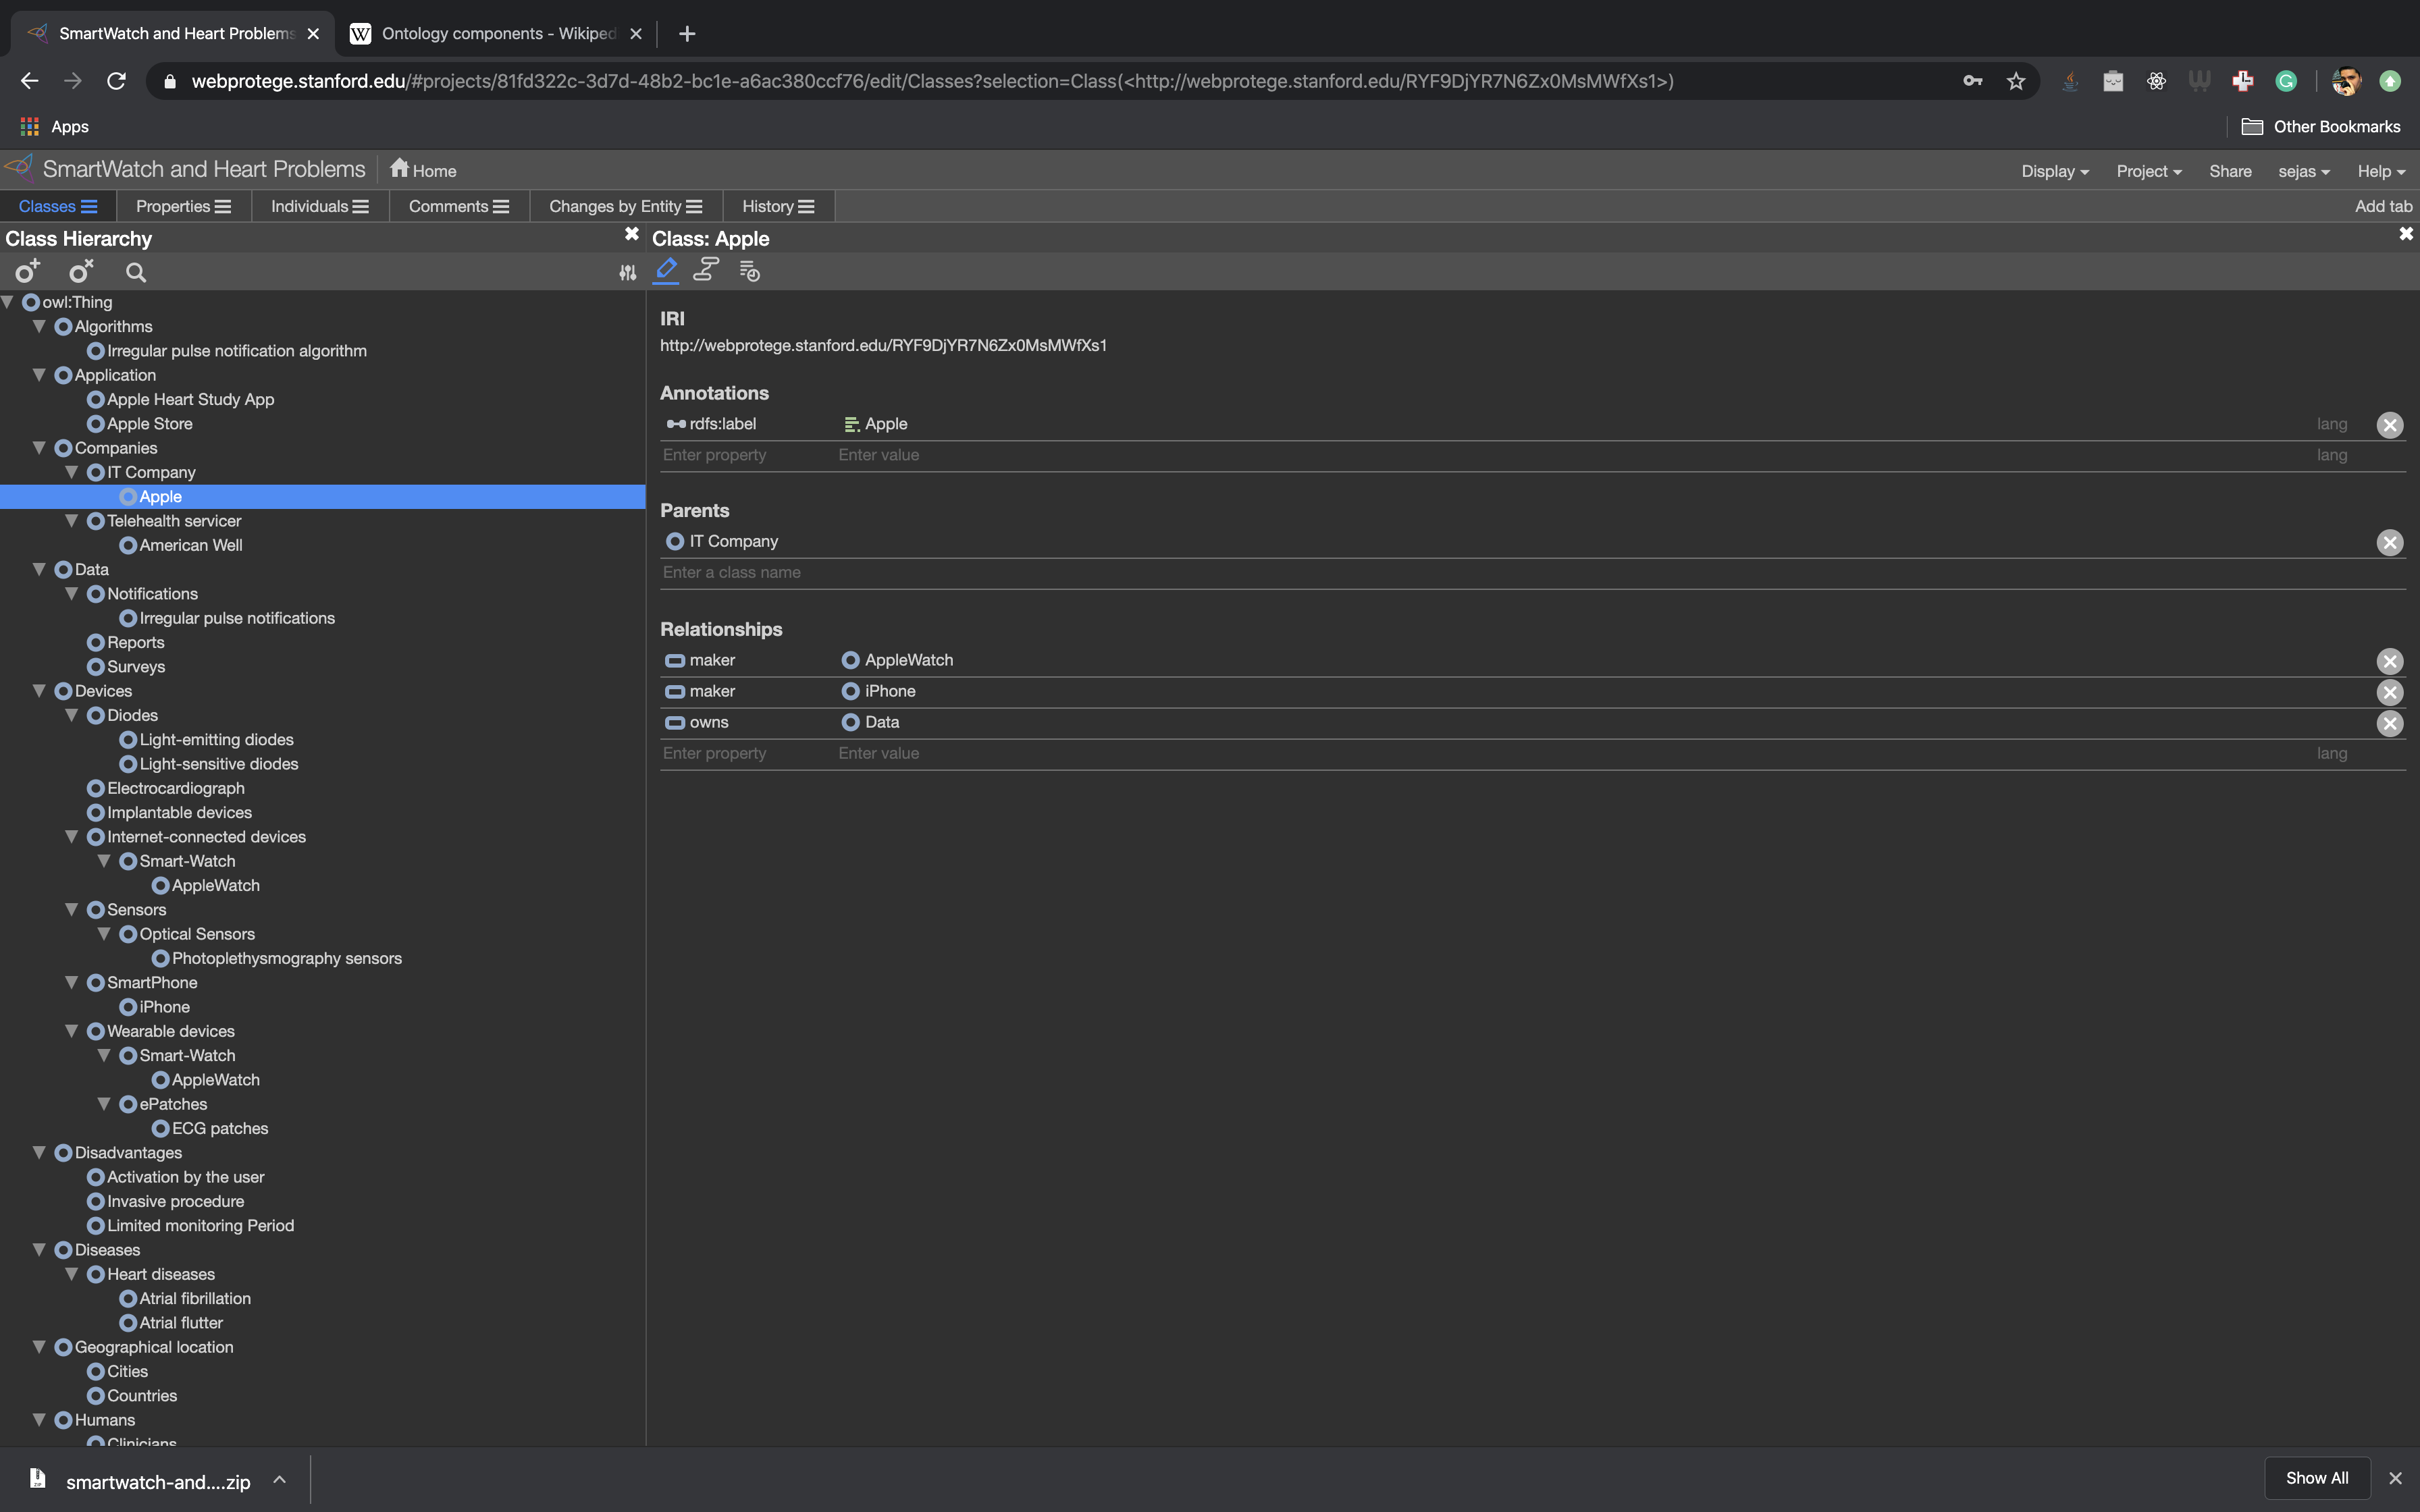 SmartWatch and Heart Problems
Ontology components - Wikiped
webprotege.stanford.edu/#projects/81fd322c-3d7d-48b2-bc1e-a6ac380ccf76/edit/Classes?selection=Class(<http://webprotege.stanford.edu/RYF9DjYR7N6Zx0MsMWfXs1>)
Apps
Other Bookmarks
SmartWatch and Heart Problems
Home
Display
Project
Share
sejas
Help
Classes
Properties
Individuals
Comments
Changes by Entity
History
Add tab
Class Hierarchy
owl:Thing
Algorithms
Irregular pulse notification algorithm
Application
Apple Heart Study App
Apple Store
Companies
IT Company
Apple
Telehealth servicer
American Well
Data
Notifications
Irregular pulse notifications
Reports
Surveys
Devices
Diodes
Light-emitting diodes
Light-sensitive diodes
Electrocardiograph
Implantable devices
Internet-connected devices
Smart-Watch
AppleWatch
Sensors
Optical Sensors
Photoplethysmography sensors
SmartPhone
iPhone
Wearable devices
Smart-Watch
AppleWatch
ePatches
ECG patches
Disadvantages
Activation by the user
Invasive procedure
Limited monitoring Period
Diseases
Heart diseases
Atrial fibrillation
Atrial flutter
Geographical location
Cities
Countries
Humans
Clinicians
Class: Apple
IRI
http://webprotege.stanford.edu/RYF9DjYR7N6Zx0MsMWfXs1
Annotations
rdfs:label Apple lang
Enter property Enter value lang
Parents
IT Company
Enter a class name
Relationships
maker AppleWatch
maker iPhone
owns Data
Enter property Enter value lang
smartwatch-and....zip
Show All